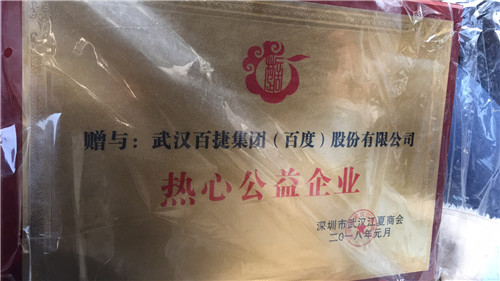 赠与：武汉百捷集团（百度）股份有限公司
热心公益企业
深圳市武汉江夏商会
二〇一八年元月